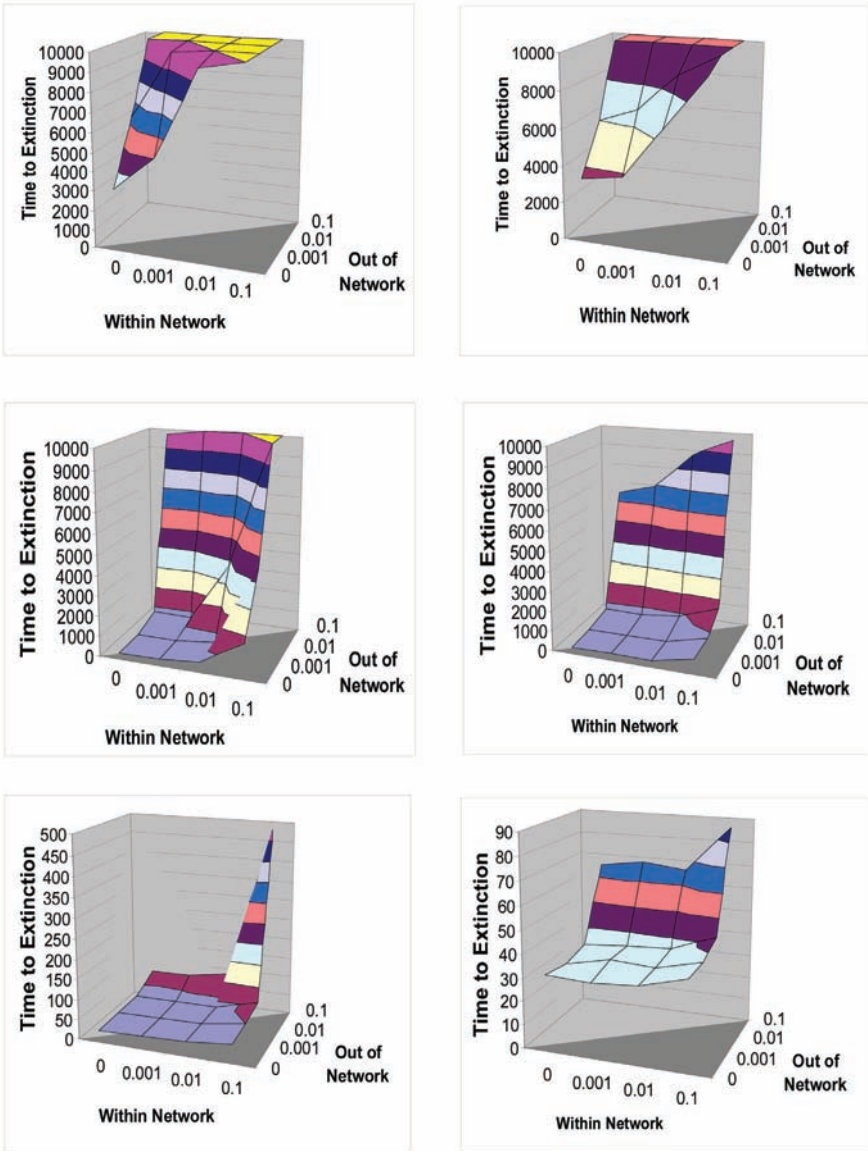 10000
9000
8000
7000
6000
5000
4000
3000
2000
1000
0
Time to Extinction
0 0.001 0.01 0.1
Within Network
0.1
0.01
0.001
0
Out of
Network
10000
8000
6000
4000
2000
0
Time to Extinction
0 0.001 0.01 0.1
Within Network
0.1
0.01
0.001
0
Out of
Network
10000
9000
8000
7000
6000
5000
4000
3000
2000
1000
0
Time to Extinction
0 0.001 0.01 0.1
Within Network
0.1
0.01
0.001
0
Out of
Network
10000
9000
8000
7000
6000
5000
4000
3000
2000
1000
0
Time to Extinction
0 0.001 0.01 0.1
Within Network
0.1
0.01
0.001
0
Out of
Network
500
450
400
350
300
250
200
150
100
50
0
Time to Extinction
0 0.001 0.01 0.1
Within Network
0.1
0.01
0.001
0
Out of
Network
90
80
70
60
50
40
30
20
10
0
Time to Extinction
0 0.001 0.01 0.1
Within Network
0.1
0.01
0.001
0
Out of
Network